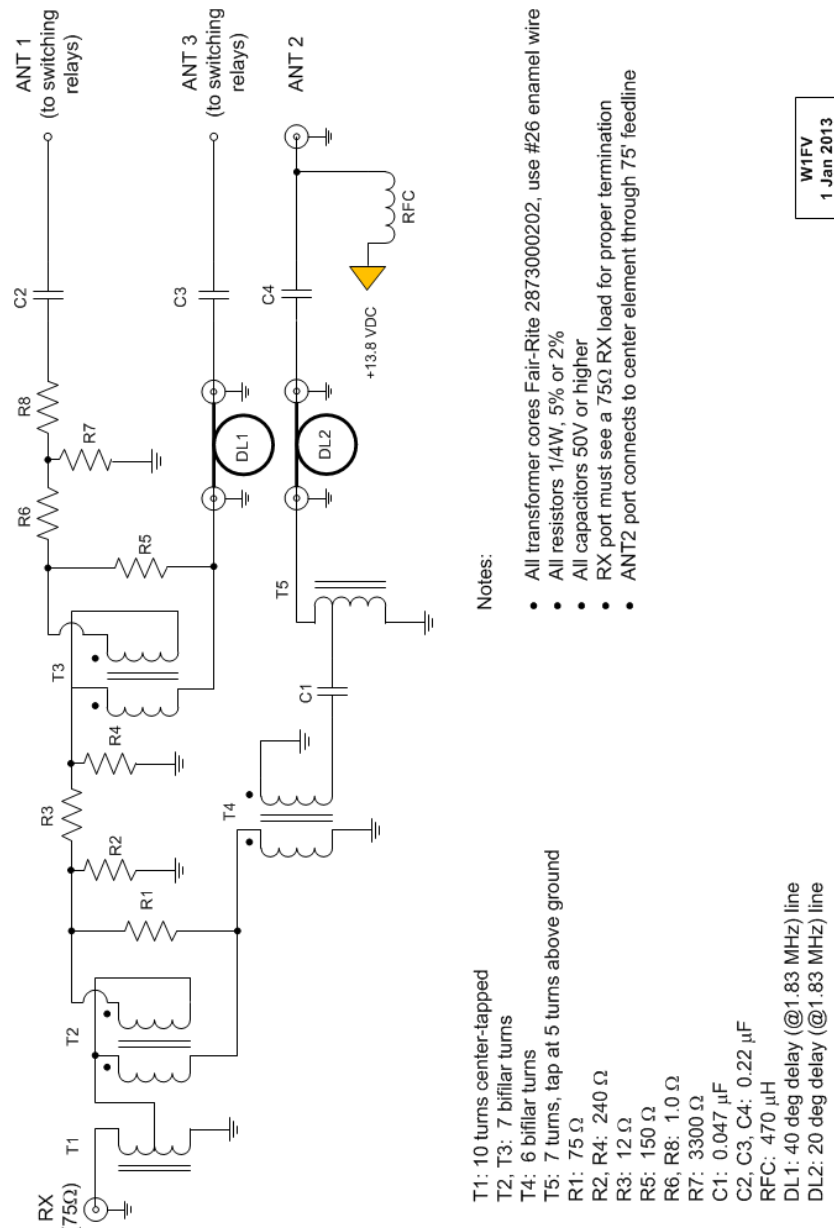 RX
(75Ω)
T1
T2
R1
R2
R3
R4
T3
R5
R6
R7
R8
C2
ANT 1
(to switching
relays)
DL1
C3
ANT 3
(to switching
relays)
T4
C1
T5
DL2
C4
ANT 2
RFC
+13.8 VDC
T1: 10 turns center-tapped
T2, T3: 7 bifilar turns
T4: 6 bifilar turns
T5: 7 turns, tap at 5 turns above ground
R1: 75 Ω
R2, R4: 240 Ω
R3: 12 Ω
R5: 150 Ω
R6, R8: 1.0 Ω
R7: 3300 Ω
C1: 0.047 μF
C2, C3, C4: 0.22 μF
RFC: 470 μH
DL1: 40 deg delay (@1.83 MHz) line
DL2: 20 deg delay (@1.83 MHz) line
Notes:
• All transformer cores Fair-Rite 2873000202, use #26 enamel wire
• All resistors 1/4W, 5% or 2%
• All capacitors 50V or higher
• RX port must see a 75Ω RX load for proper termination
• ANT2 port connects to center element through 75' feedline
W1FV
1 Jan 2013